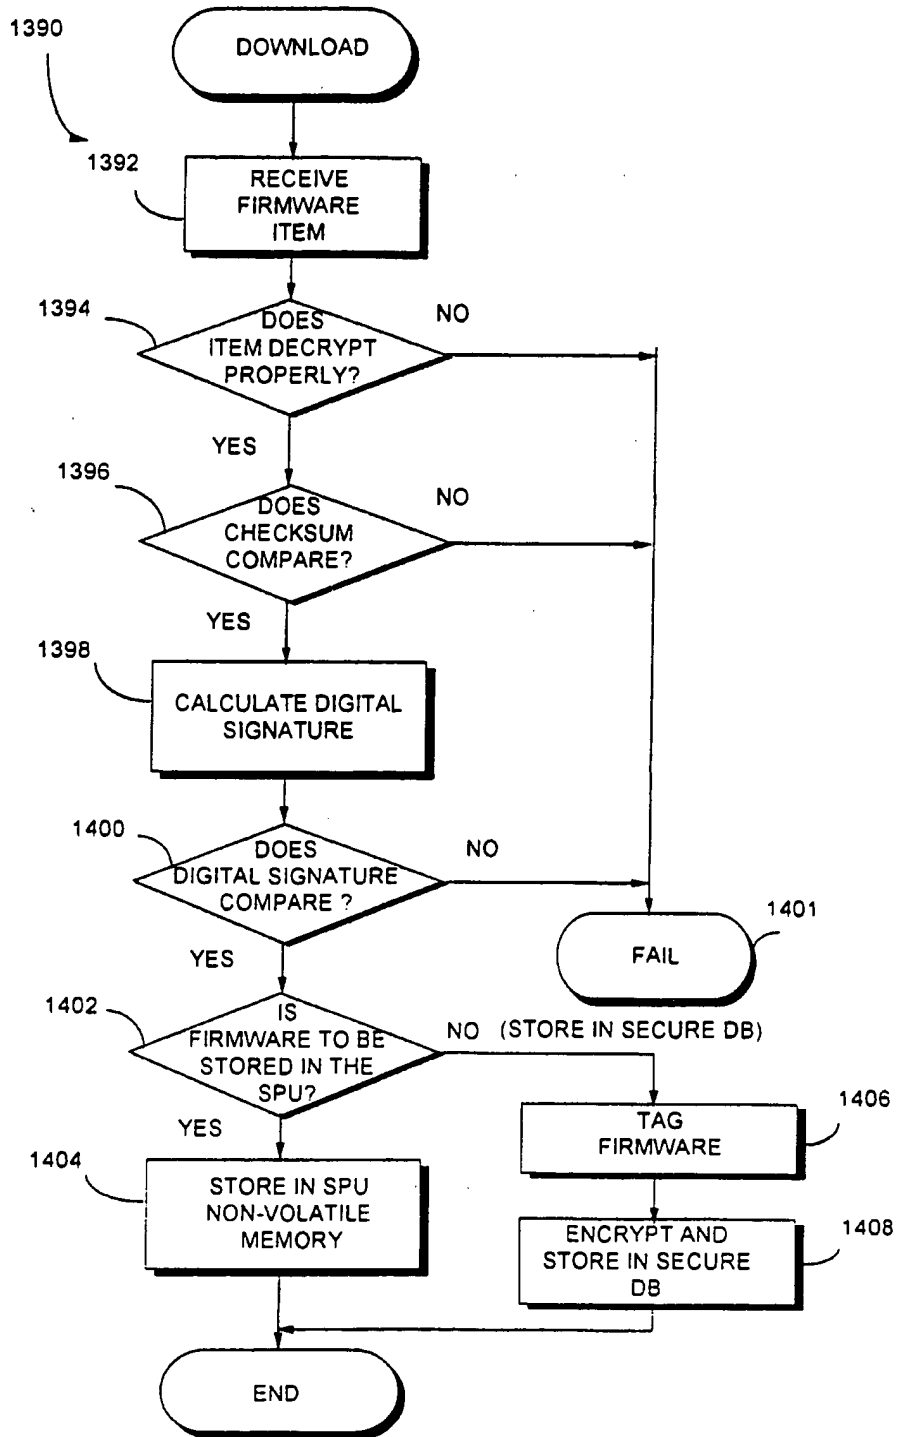 1390
DOWNLOAD
1392
RECEIVE
FIRMWARE
ITEM
1394
DOES
ITEM DECRYPT
PROPERLY?
NO
YES
1396
DOES
CHECKSUM
COMPARE?
NO
YES
1398
CALCULATE DIGITAL
SIGNATURE
1400
DOES
DIGITAL SIGNATURE
COMPARE ?
NO
1401
FAIL
YES
1402
IS
FIRMWARE TO BE
STORED IN THE
SPU?
NO (STORE IN SECURE DB)
1406
TAG
FIRMWARE
YES
1404
STORE IN SPU
NON-VOLATILE
MEMORY
1408
ENCRYPT AND
STORE IN SECURE
DB
END